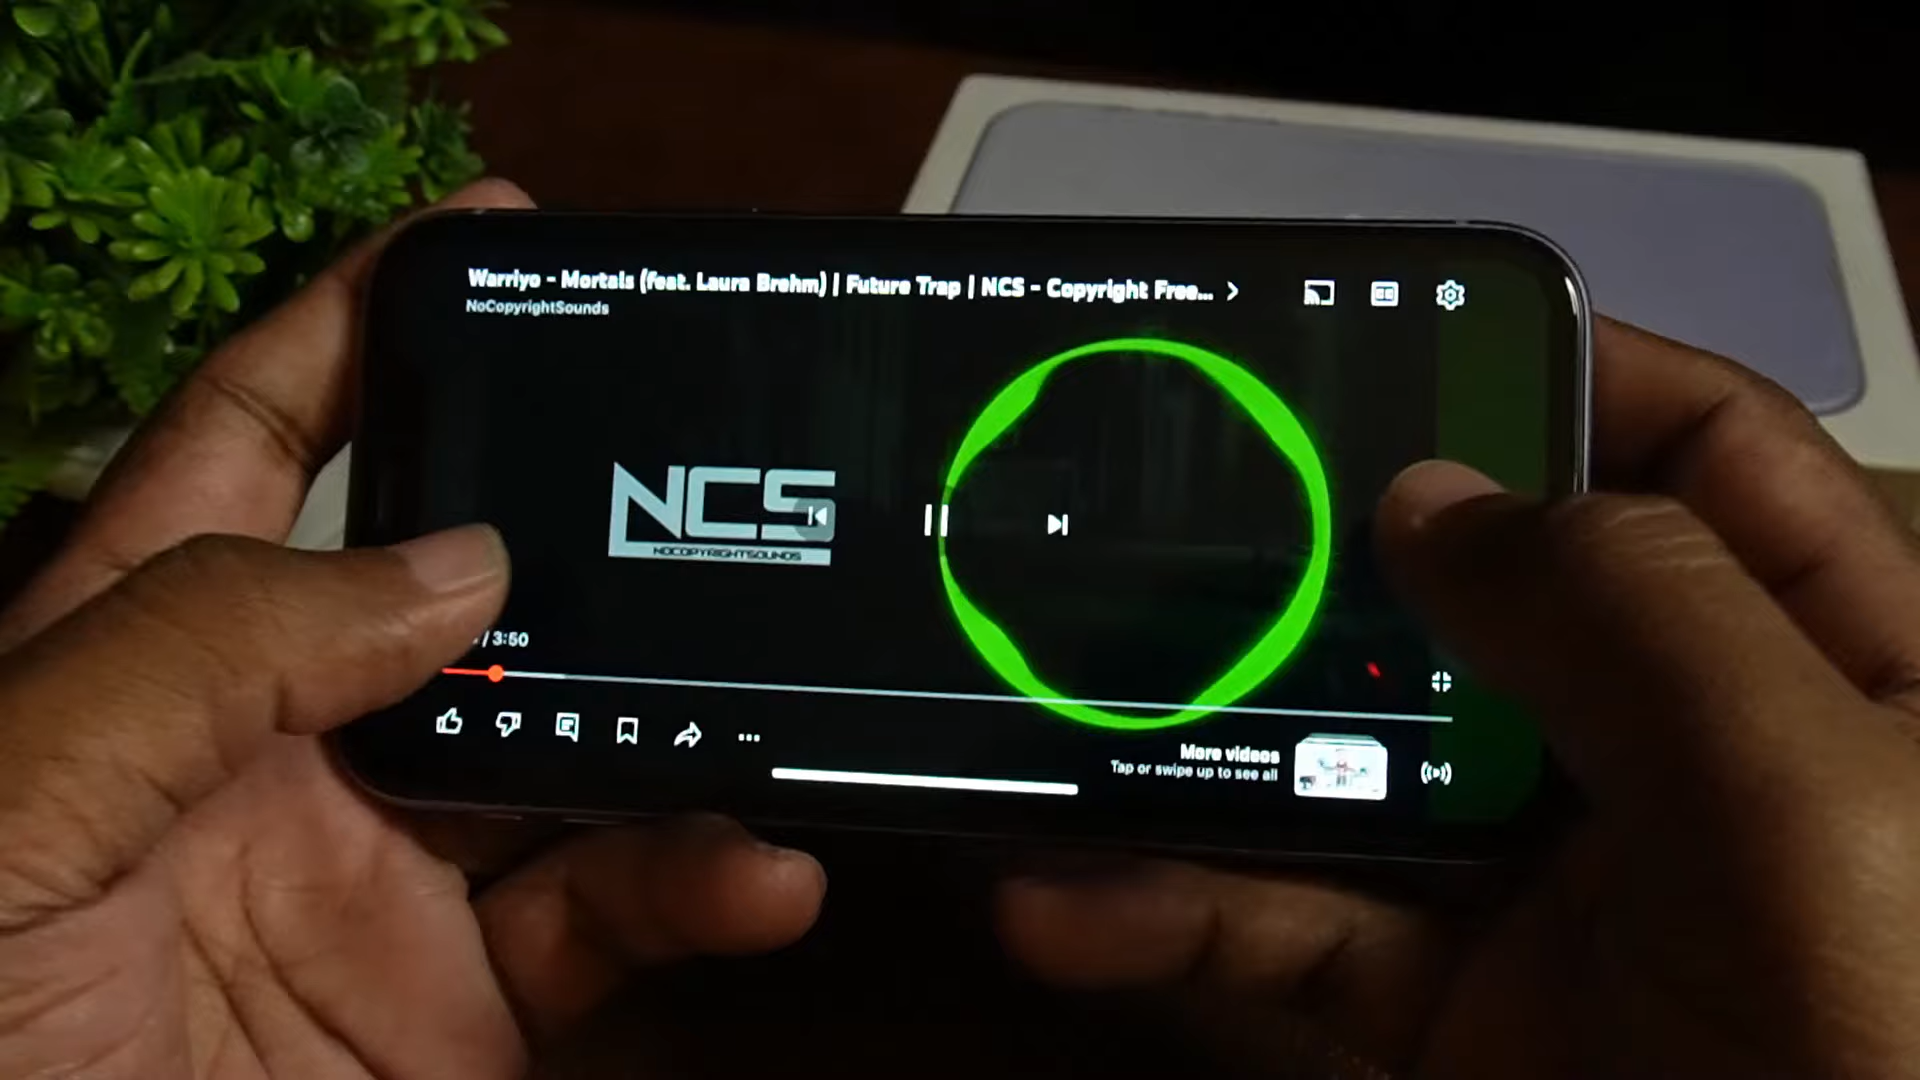 Warriyo - Mortals (feat. Laura Brehm) | Future Trap | NCS - Copyright Free...
NoCopyrightSounds
NCS
NOCOPYRIGHTSOUNDS
/ 3:50
More videos
Tap or swipe up to see all